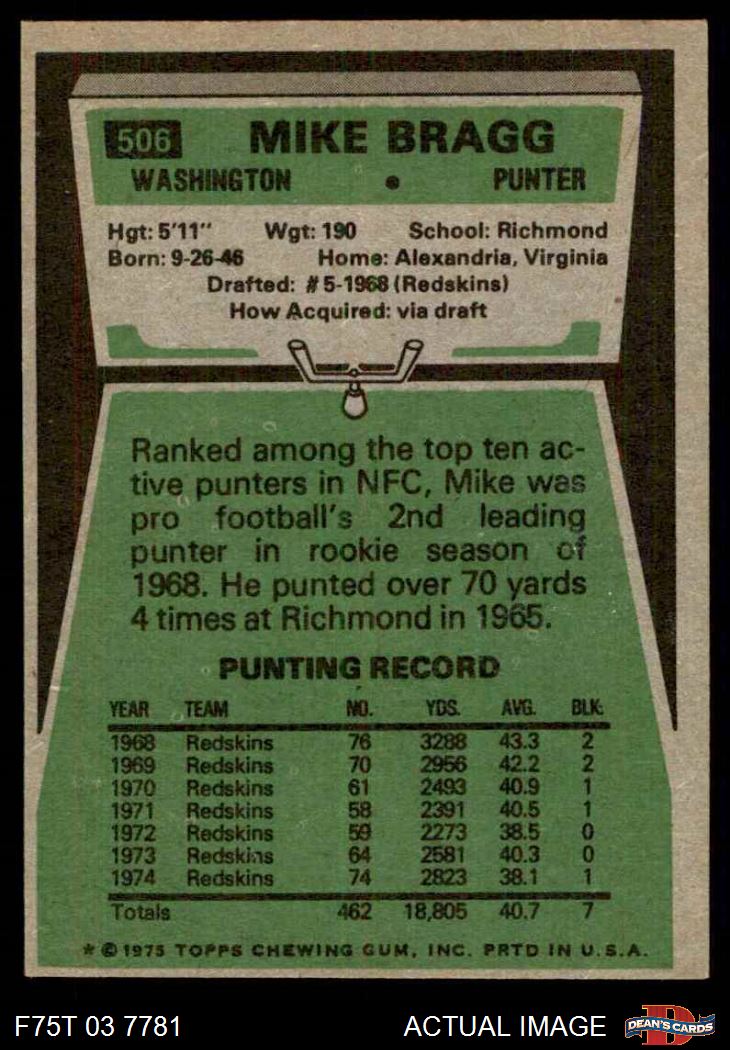 506 MIKE BRAGG
WASHINGTON • PUNTER
Hgt: 5'11" Wgt: 190 School: Richmond
Born: 9-26-46 Home: Alexandria, Virginia
Drafted: #5-1968 (Redskins)
How Acquired: via draft
Ranked among the top ten ac-
tive punters in NFC, Mike was
pro football's 2nd leading
punter in rookie season of
1968. He punted over 70 yards
4 times at Richmond in 1965.
PUNTING RECORD
YEAR TEAM NO. YDS. AVG. BLK.
1968 Redskins 76 3288 43.3 2
1969 Redskins 70 2956 42.2 2
1970 Redskins 61 2493 40.9 1
1971 Redskins 58 2391 40.5 1
1972 Redskins 59 2273 38.5 0
1973 Redskins 64 2581 40.3 0
1974 Redskins 74 2823 38.1 1
Totals 462 18,805 40.7 7
* © 1975 TOPPS CHEWING GUM, INC. PRTD IN U.S.A.
F75T 03 7781 ACTUAL IMAGE D DEAN'S CARDS